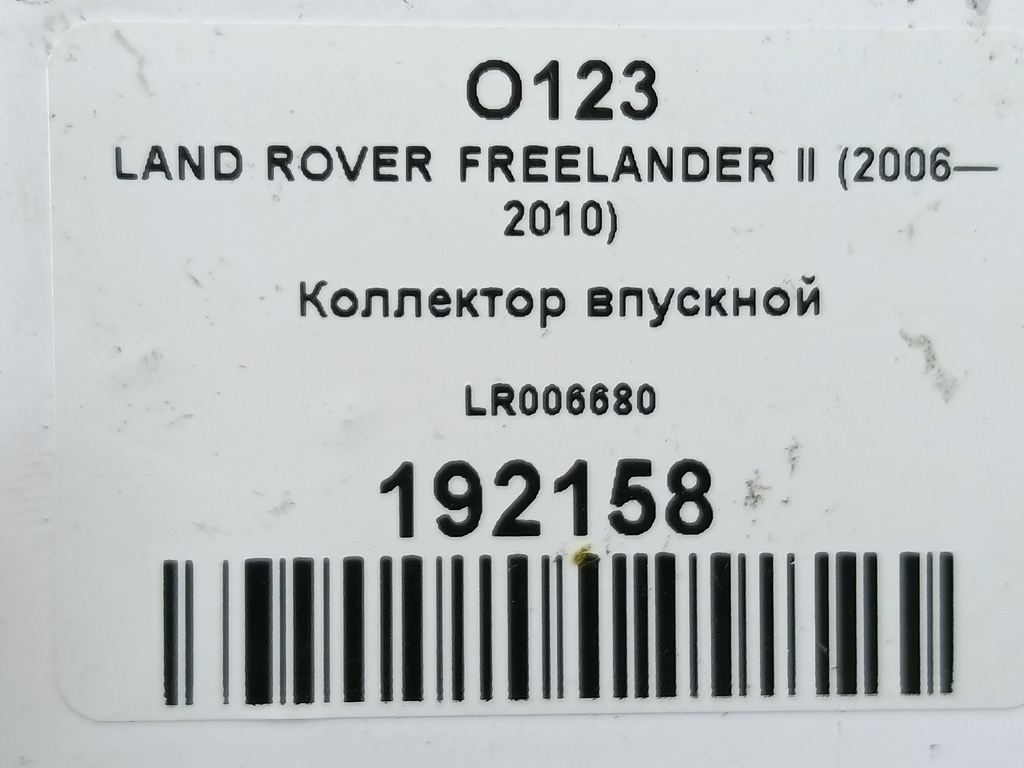 O123
LAND ROVER FREELANDER II (2006—
2010)
Коллектор впускной
LR006680
192158